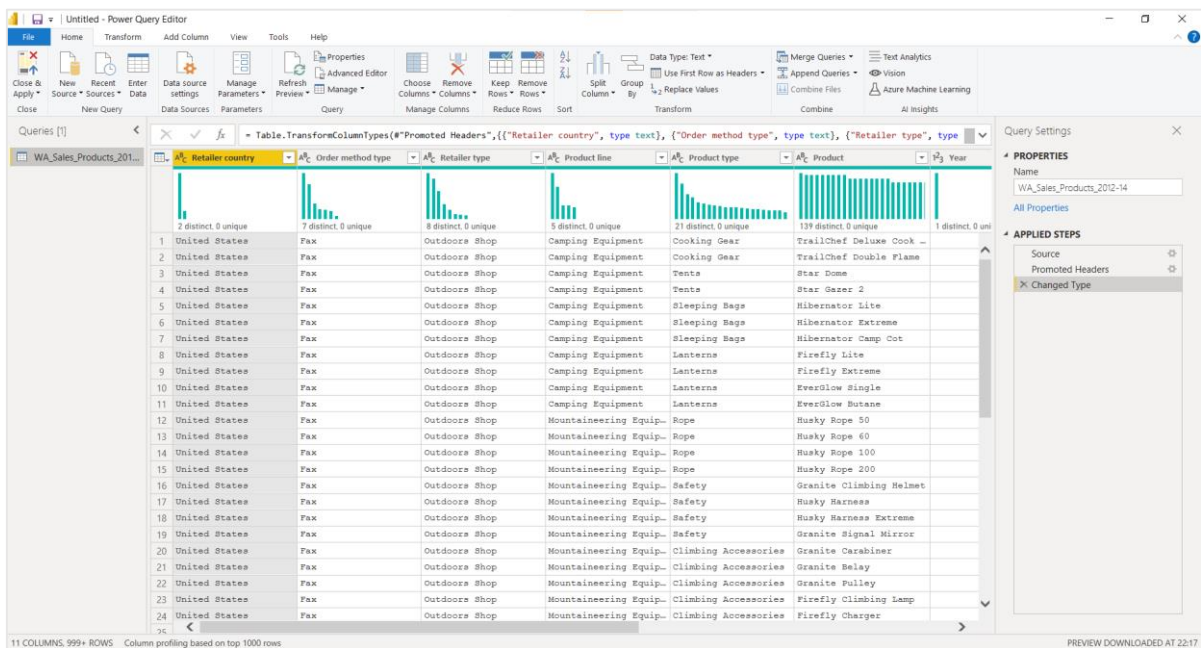 Untitled - Power Query Editor
File Home Transform Add Column View Tools Help
Close & Apply
Close
New Source
Recent Sources
Enter Data
New Query
Data source settings
Data Sources
Manage Parameters
Parameters
Refresh Preview
Properties
Advanced Editor
Manage
Query
Choose Columns
Remove Columns
Manage Columns
Keep Rows
Remove Rows
Reduce Rows
Sort
Split Column
Group By
Data Type: Text
Use First Row as Headers
Replace Values
Transform
Merge Queries
Append Queries
Combine Files
Combine
Text Analytics
Vision
Azure Machine Learning
AI Insights
Queries [1]
WA_Sales_Products_201...
= Table.TransformColumnTypes(#"Promoted Headers",{{"Retailer country", type text}, {"Order method type", type text}, {"Retailer type", type
Retailer country Order method type Retailer type Product line Product type Product Year
2 distinct, 0 unique 7 distinct, 0 unique 8 distinct, 0 unique 5 distinct, 0 unique 21 distinct, 0 unique 139 distinct, 0 unique 1 distinct, 0 uni
1 United States Fax Outdoors Shop Camping Equipment Cooking Gear TrailChef Deluxe Cook …
2 United States Fax Outdoors Shop Camping Equipment Cooking Gear TrailChef Double Flame
3 United States Fax Outdoors Shop Camping Equipment Tents Star Dome
4 United States Fax Outdoors Shop Camping Equipment Tents Star Gazer 2
5 United States Fax Outdoors Shop Camping Equipment Sleeping Bags Hibernator Lite
6 United States Fax Outdoors Shop Camping Equipment Sleeping Bags Hibernator Extreme
7 United States Fax Outdoors Shop Camping Equipment Sleeping Bags Hibernator Camp Cot
8 United States Fax Outdoors Shop Camping Equipment Lanterns Firefly Lite
9 United States Fax Outdoors Shop Camping Equipment Lanterns Firefly Extreme
10 United States Fax Outdoors Shop Camping Equipment Lanterns EverGlow Single
11 United States Fax Outdoors Shop Camping Equipment Lanterns EverGlow Butane
12 United States Fax Outdoors Shop Mountaineering Equip… Rope Husky Rope 50
13 United States Fax Outdoors Shop Mountaineering Equip… Rope Husky Rope 60
14 United States Fax Outdoors Shop Mountaineering Equip… Rope Husky Rope 100
15 United States Fax Outdoors Shop Mountaineering Equip… Rope Husky Rope 200
16 United States Fax Outdoors Shop Mountaineering Equip… Safety Granite Climbing Helmet
17 United States Fax Outdoors Shop Mountaineering Equip… Safety Husky Harness
18 United States Fax Outdoors Shop Mountaineering Equip… Safety Husky Harness Extreme
19 United States Fax Outdoors Shop Mountaineering Equip… Safety Granite Signal Mirror
20 United States Fax Outdoors Shop Mountaineering Equip… Climbing Accessories Granite Carabiner
21 United States Fax Outdoors Shop Mountaineering Equip… Climbing Accessories Granite Belay
22 United States Fax Outdoors Shop Mountaineering Equip… Climbing Accessories Granite Pulley
23 United States Fax Outdoors Shop Mountaineering Equip… Climbing Accessories Firefly Climbing Lamp
24 United States Fax Outdoors Shop Mountaineering Equip… Climbing Accessories Firefly Charger
25
Query Settings
PROPERTIES
Name
WA_Sales_Products_2012-14
All Properties
APPLIED STEPS
Source
Promoted Headers
Changed Type
11 COLUMNS, 999+ ROWS Column profiling based on top 1000 rows
PREVIEW DOWNLOADED AT 22:17